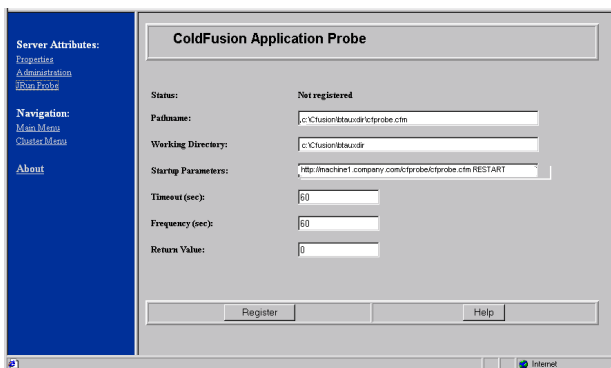 Server Attributes:
Properties
Administration
JRun Probe
Navigation:
Main Menu
Cluster Menu
About
ColdFusion Application Probe
Status: Not registered
Pathname: ,c:\Cfusion\btauxdir\cfprobe.cfm
Working Directory: c:\Cfusion\btauxdir
Startup Parameters: http://machine1.company.com/cfprobe/cfprobe.cfm RESTART
Timeout (sec): 60
Frequency (sec): 60
Return Value: 0
Register Help
Internet